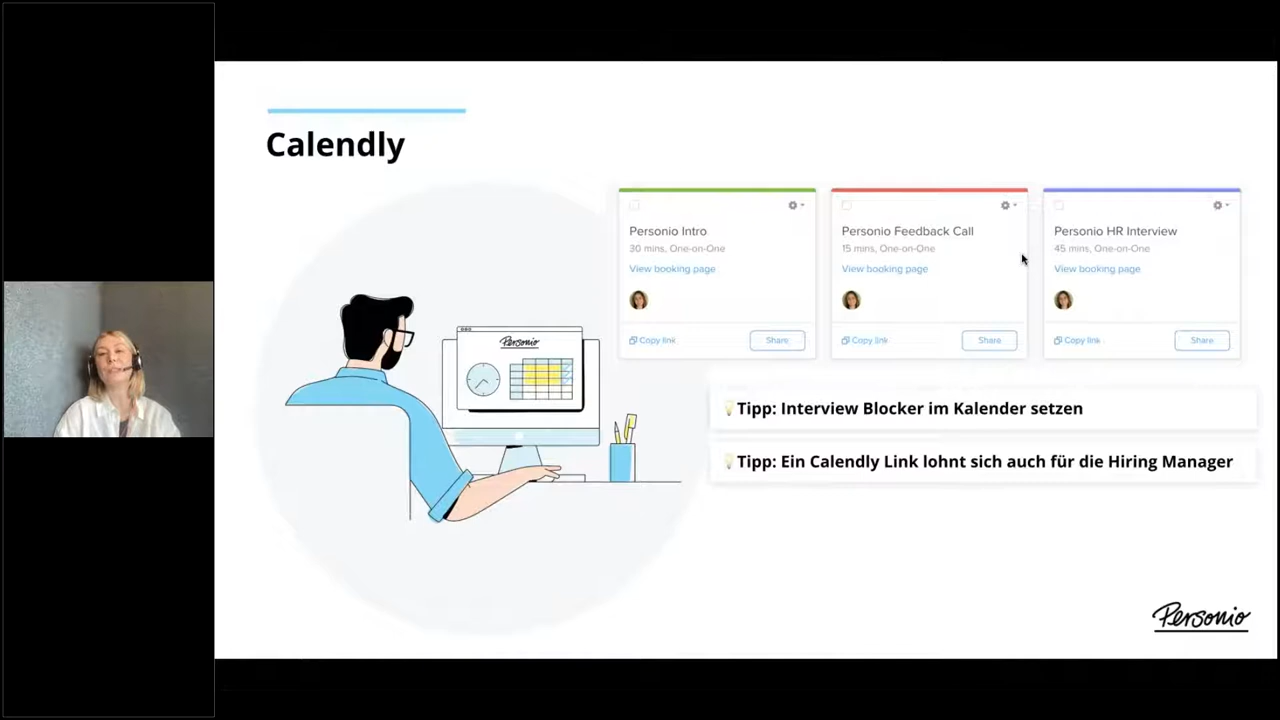 Calendly
Personio Intro
30 mins, One-on-One
View booking page
Copy link
Share
Personio Feedback Call
15 mins, One-on-One
View booking page
Copy link
Share
Personio HR Interview
45 mins, One-on-One
View booking page
Copy link
Share
Personio
Tipp: Interview Blocker im Kalender setzen
Tipp: Ein Calendly Link lohnt sich auch für die Hiring Manager
Personio